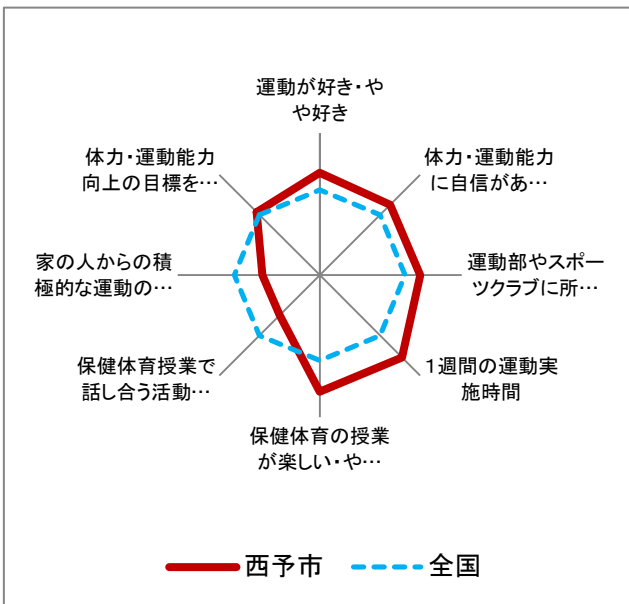 運動が好き・や
や好き
体力・運動能力
に自信があ…
運動部やスポー
ツクラブに所…
１週間の運動実
施時間
保健体育の授業
が楽しい・や…
保健体育授業で
話し合う活動…
家の人からの積
極的な運動の…
体力・運動能力
向上の目標を…
西予市
全国